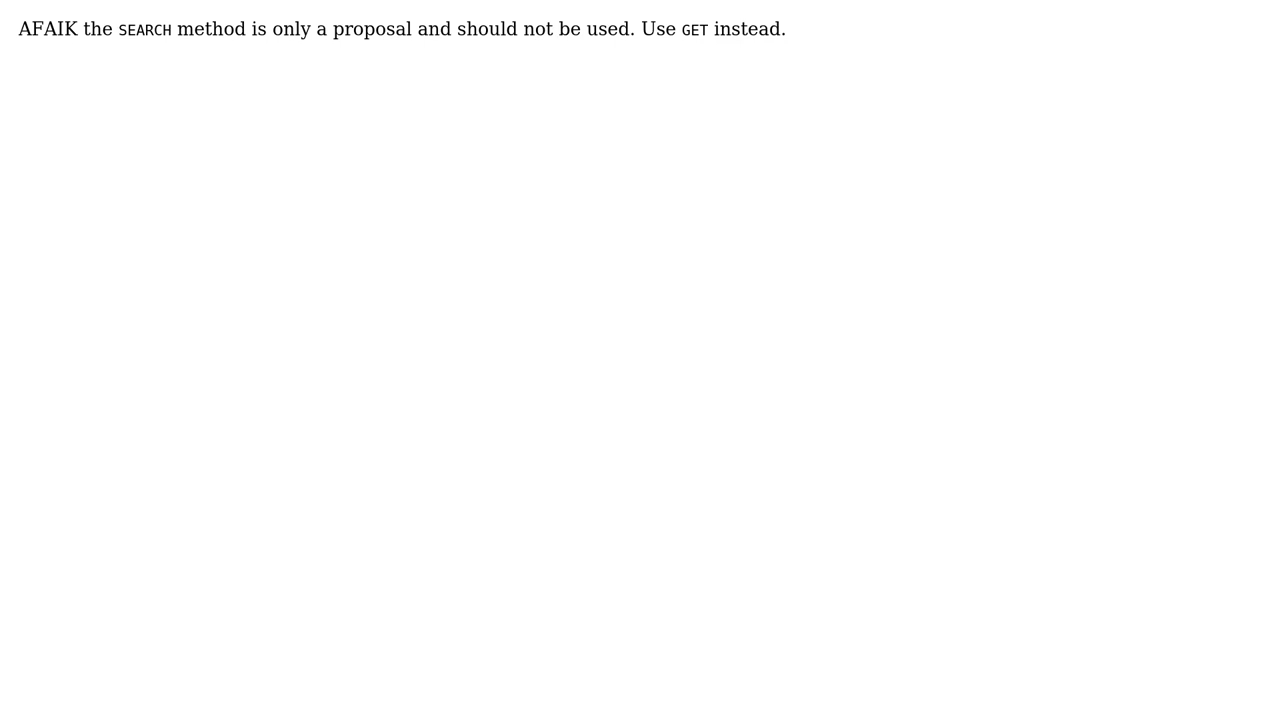 AFAIK the SEARCH method is only a proposal and should not be used. Use GET instead.